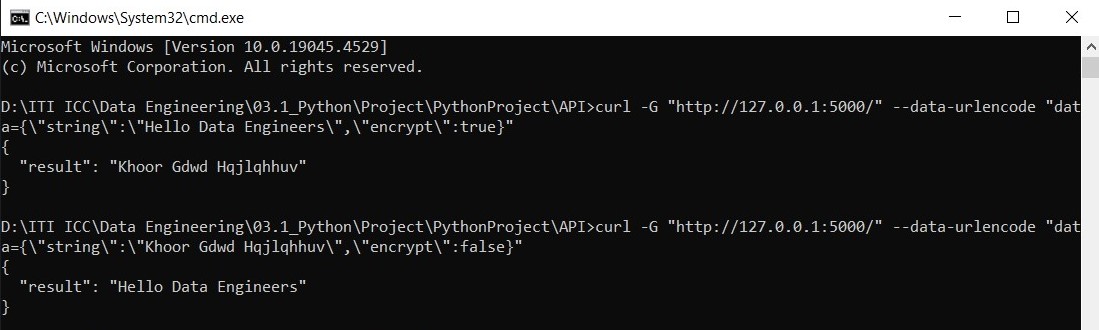 C:\Windows\System32\cmd.exe
Microsoft Windows [Version 10.0.19045.4529]
(c) Microsoft Corporation. All rights reserved.
D:\ITI ICC\Data Engineering\03.1_Python\Project\PythonProject\API>curl -G "http://127.0.0.1:5000/" --data-urlencode "dat
a={\"string\":\"Hello Data Engineers\",\"encrypt\":true}"
{
  "result": "Khoor Gdwd Hqjlqhhuv"
}
D:\ITI ICC\Data Engineering\03.1_Python\Project\PythonProject\API>curl -G "http://127.0.0.1:5000/" --data-urlencode "dat
a={\"string\":\"Khoor Gdwd Hqjlqhhuv\",\"encrypt\":false}"
{
  "result": "Hello Data Engineers"
}